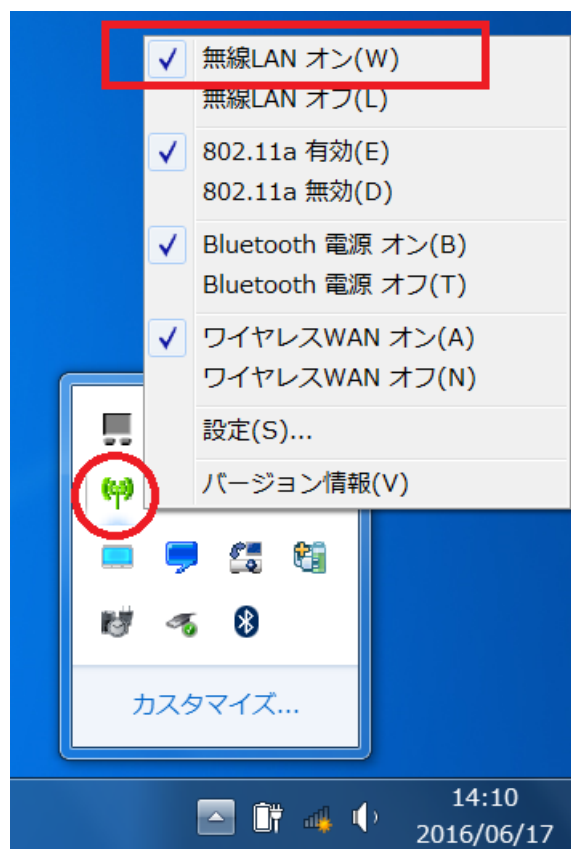 無線LAN オン(W)
無線LAN オフ(L)
802.11a 有効(E)
802.11a 無効(D)
Bluetooth 電源 オン(B)
Bluetooth 電源 オフ(T)
ワイヤレスWAN オン(A)
ワイヤレスWAN オフ(N)
設定(S)...
バージョン情報(V)
カスタマイズ...
14:10
2016/06/17